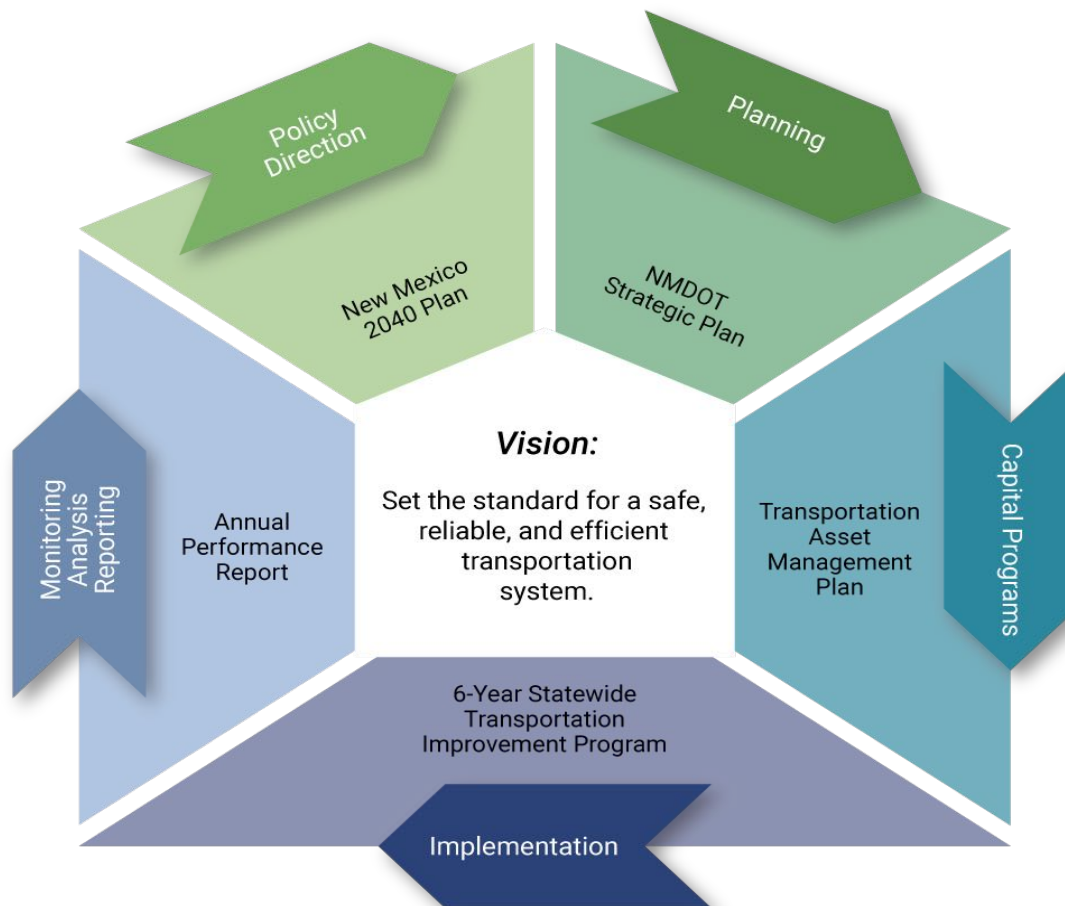 Policy
Direction
Planning
New Mexico
2040 Plan
NMDOT
Strategic Plan
Vision:
Set the standard for a safe,
reliable, and efficient
transportation
system.
Monitoring
Analysis
Reporting
Annual
Performance
Report
Transportation
Asset
Management
Plan
Capital Programs
6-Year Statewide
Transportation
Improvement Program
Implementation